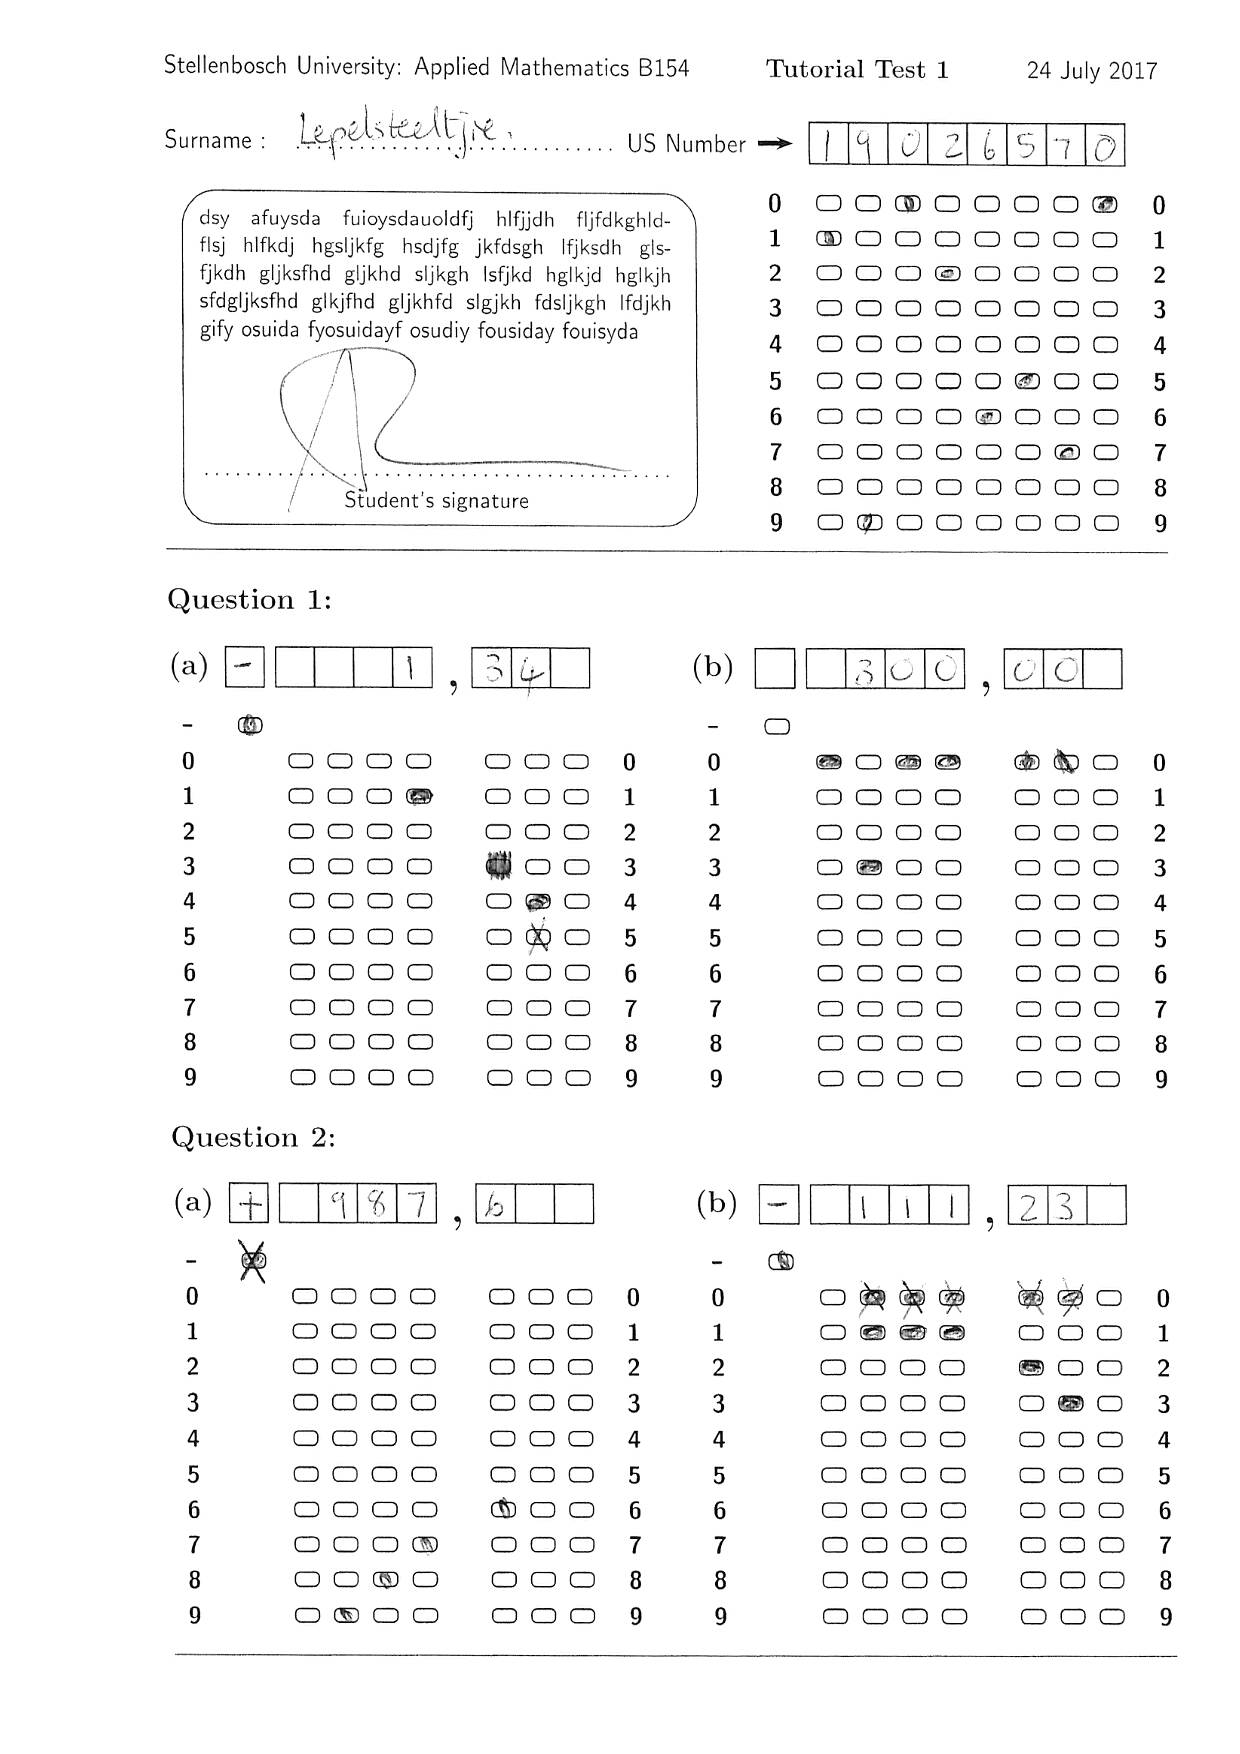 Stellenbosch University: Applied Mathematics B154 Tutorial Test 1 24 July 2017
Surname : Lepelsteeltjie. US Number → 1 9 0 2 6 5 7 0
dsy afuysda fuioysdauoldfj hlfjjdh fljfdkghld-
flsj hlfkdj hgsljkfg hsdjfg jkfdsgh lfjksdh gls-
fjkdh gljksfhd gljkhd sljkgh lsfjkd hglkjd hglkjh
sfdgljksfhd glkjfhd gljkhfd slgjkh fdsljkgh lfdjkh
gify osuida fyosuidayf osudiy fousiday fouisyda
Student's signature
0 0
1 1
2 2
3 3
4 4
5 5
6 6
7 7
8 8
9 9
Question 1:
(a) - 1 , 3 4 (b) 3 0 0 , 0 0
- -
0 0 0 0
1 1 1 1
2 2 2 2
3 3 3 3
4 4 4 4
5 5 5 5
6 6 6 6
7 7 7 7
8 8 8 8
9 9 9 9
Question 2:
(a) + 9 8 7 , 6 (b) - 1 1 1 , 2 3
- -
0 0 0 0
1 1 1 1
2 2 2 2
3 3 3 3
4 4 4 4
5 5 5 5
6 6 6 6
7 7 7 7
8 8 8 8
9 9 9 9